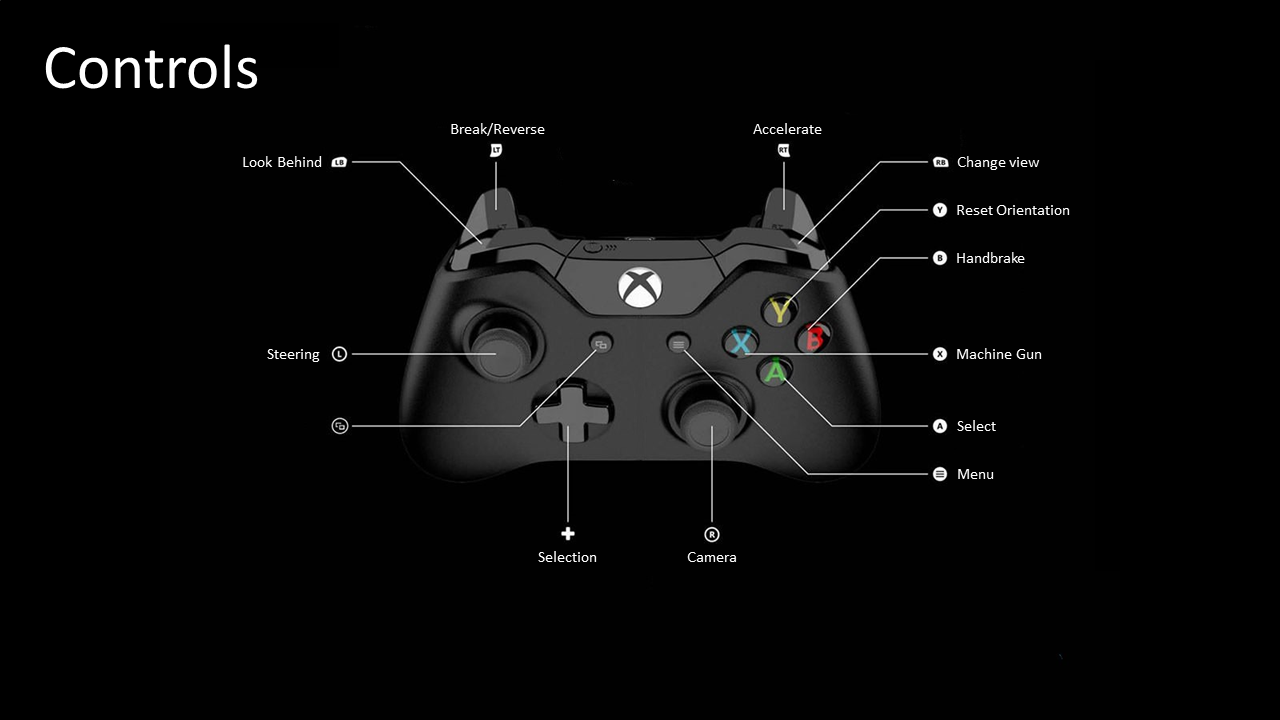 Controls
Break/Reverse
LT
Accelerate
RT
Look Behind LB
RB Change view
Y Reset Orientation
B Handbrake
Y
B
X
A
Steering L
X Machine Gun
A Select
Menu
R
Selection
Camera